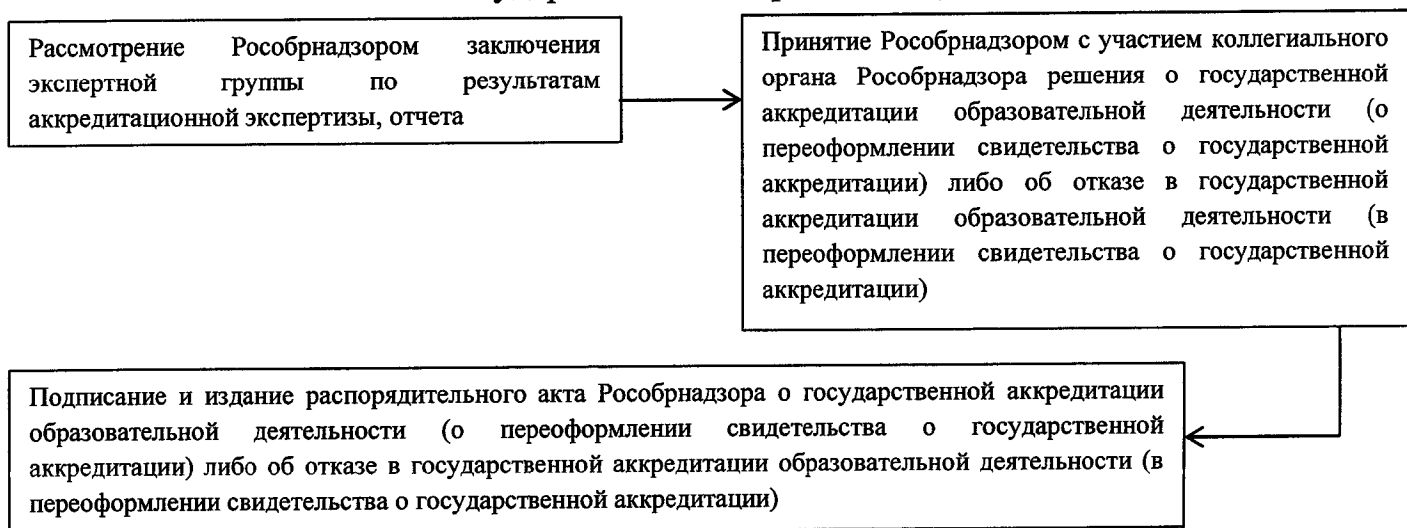 Рассмотрение Рособрнадзором заключения
экспертной группы по результатам
аккредитационной экспертизы, отчета
Принятие Рособрнадзором с участием коллегиального
органа Рособрнадзора решения о государственной
аккредитации образовательной деятельности (о
переоформлении свидетельства о государственной
аккредитации) либо об отказе в государственной
аккредитации образовательной деятельности (в
переоформлении свидетельства о государственной
аккредитации)
Подписание и издание распорядительного акта Рособрнадзора о государственной аккредитации
образовательной деятельности (о переоформлении свидетельства о государственной
аккредитации) либо об отказе в государственной аккредитации образовательной деятельности (в
переоформлении свидетельства о государственной аккредитации)